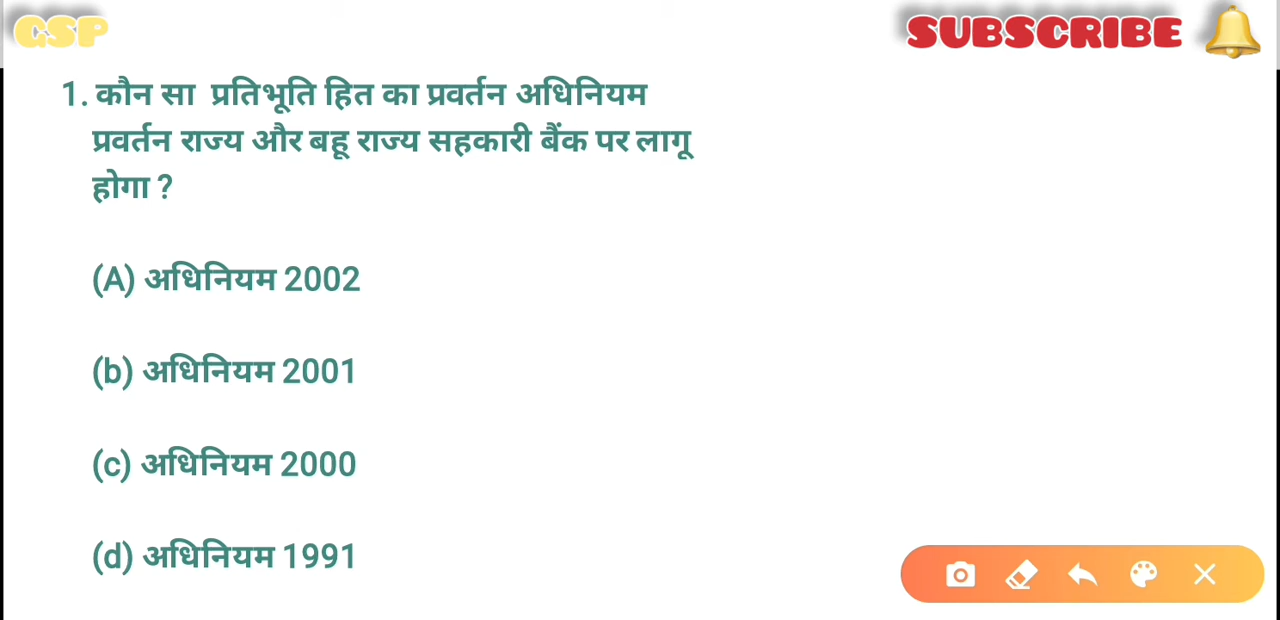 GSP
SUBSCRIBE
1. कौन सा प्रतिभूति हित का प्रवर्तन अधिनियम
प्रवर्तन राज्य और बहू राज्य सहकारी बैंक पर लागू
होगा ?
(A) अधिनियम 2002
(b) अधिनियम 2001
(c) अधिनियम 2000
(d) अधिनियम 1991